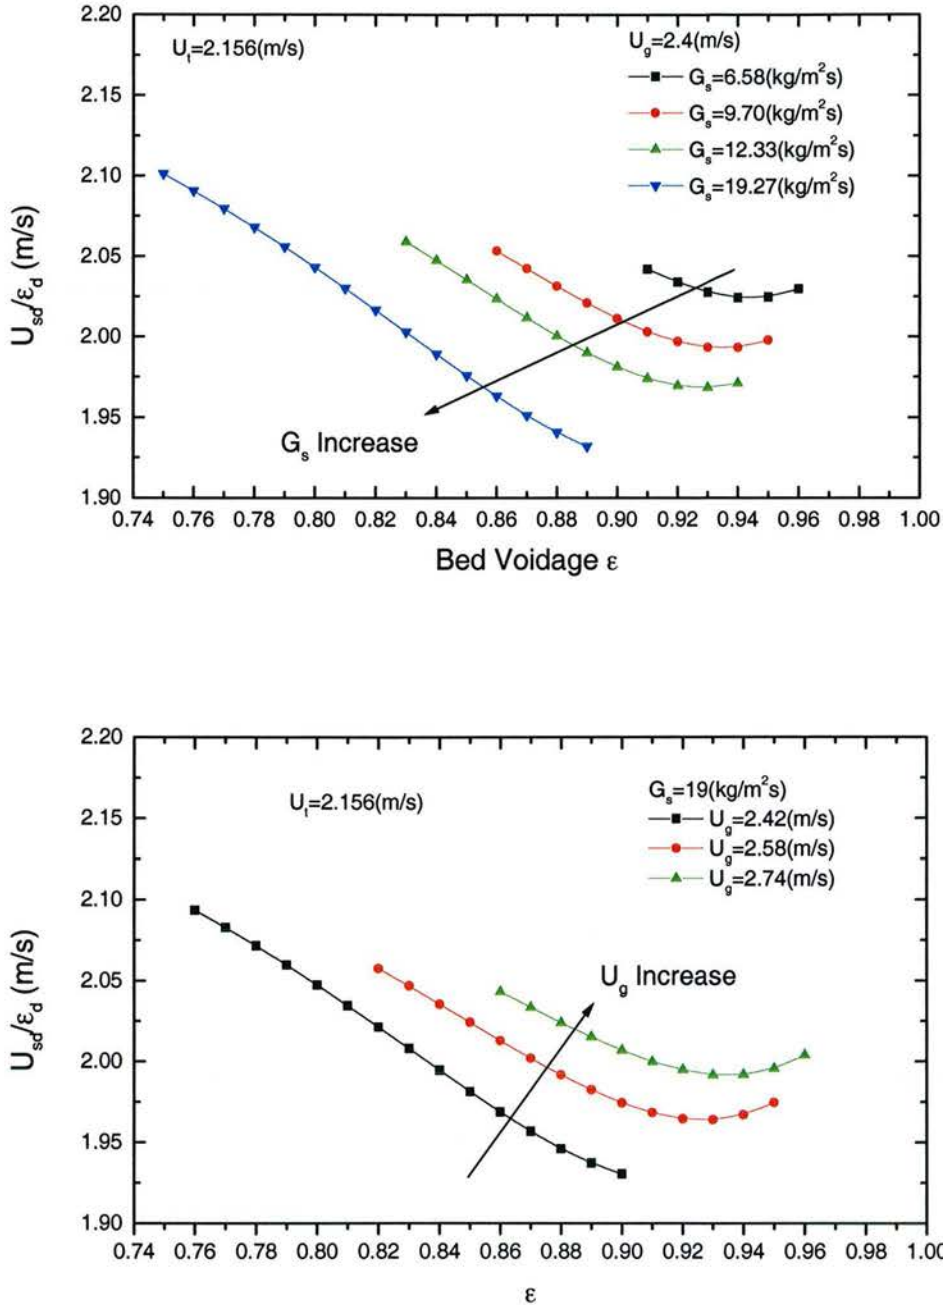 2.20
2.15
2.10
2.05
2.00
1.95
1.90
U_sd/ε_d (m/s)
U_t=2.156(m/s)
U_g=2.4(m/s)
G_s=6.58(kg/m²s)
G_s=9.70(kg/m²s)
G_s=12.33(kg/m²s)
G_s=19.27(kg/m²s)
G_s Increase
0.74 0.76 0.78 0.80 0.82 0.84 0.86 0.88 0.90 0.92 0.94 0.96 0.98 1.00
Bed Voidage ε
2.20
2.15
2.10
2.05
2.00
1.95
1.90
U_sd/ε_d (m/s)
U_t=2.156(m/s)
G_s=19(kg/m²s)
U_g=2.42(m/s)
U_g=2.58(m/s)
U_g=2.74(m/s)
U_g Increase
0.74 0.76 0.78 0.80 0.82 0.84 0.86 0.88 0.90 0.92 0.94 0.96 0.98 1.00
ε